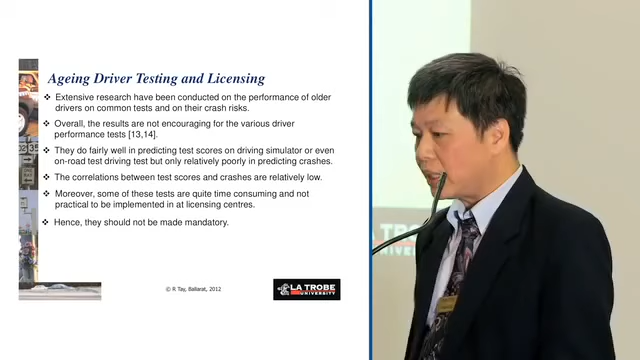 Ageing Driver Testing and Licensing
❖ Extensive research have been conducted on the performance of older
drivers on common tests and on their crash risks.
❖ Overall, the results are not encouraging for the various driver
performance tests [13,14].
❖ They do fairly well in predicting test scores on driving simulator or even
on-road test driving test but only relatively poorly in predicting crashes.
❖ The correlations between test scores and crashes are relatively low.
❖ Moreover, some of these tests are quite time consuming and not
practical to be implemented in at licensing centres.
❖ Hence, they should not be made mandatory.
© R Tay, Ballarat, 2012
LA TROBE
UNIVERSITY
LA TRO
UNIVERSITY